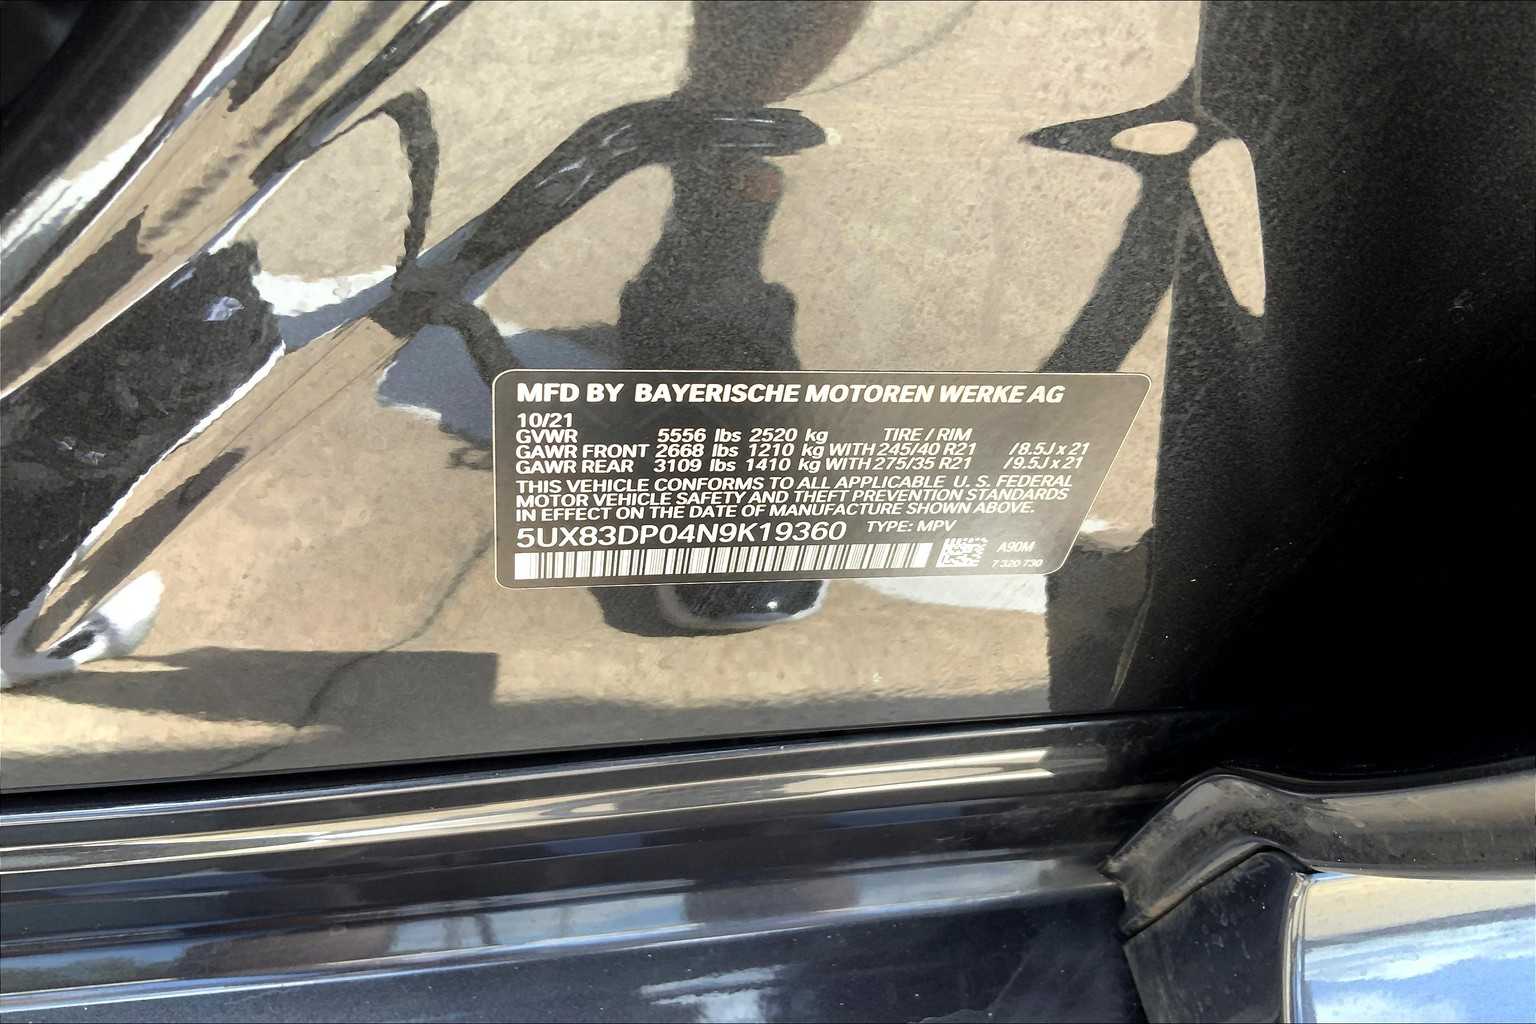 MFD BY BAYERISCHE MOTOREN WERKE AG
10/21
GVWR 5556 lbs 2520 kg TIRE / RIM
GAWR FRONT 2668 lbs 1210 kg WITH 245/40 R21 /8.5J x 21
GAWR REAR 3109 lbs 1410 kg WITH 275/35 R21 /9.5J x 21
THIS VEHICLE CONFORMS TO ALL APPLICABLE U. S. FEDERAL
MOTOR VEHICLE SAFETY AND THEFT PREVENTION STANDARDS
IN EFFECT ON THE DATE OF MANUFACTURE SHOWN ABOVE.
5UX83DP04N9K19360 TYPE: MPV
A90M
7 320 730